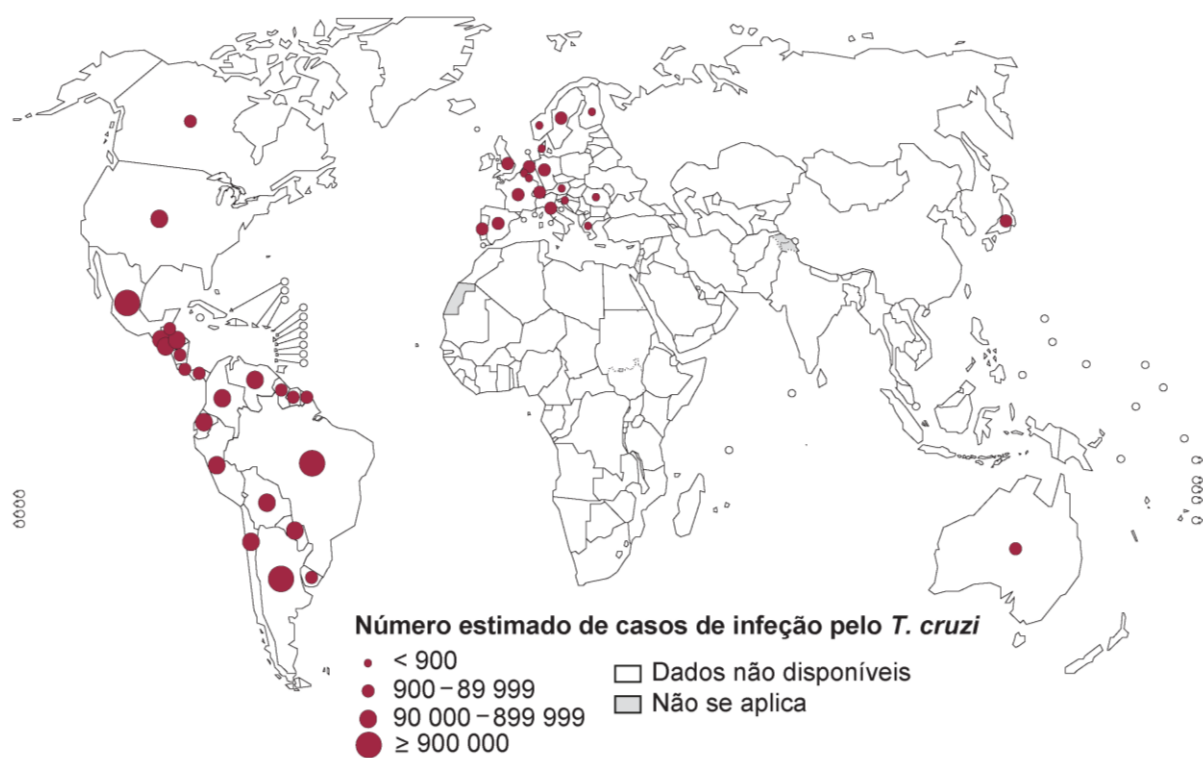 Número estimado de casos de infeção pelo T. cruzi
< 900
900 – 89 999
90 000 – 899 999
≥ 900 000
Dados não disponíveis
Não se aplica